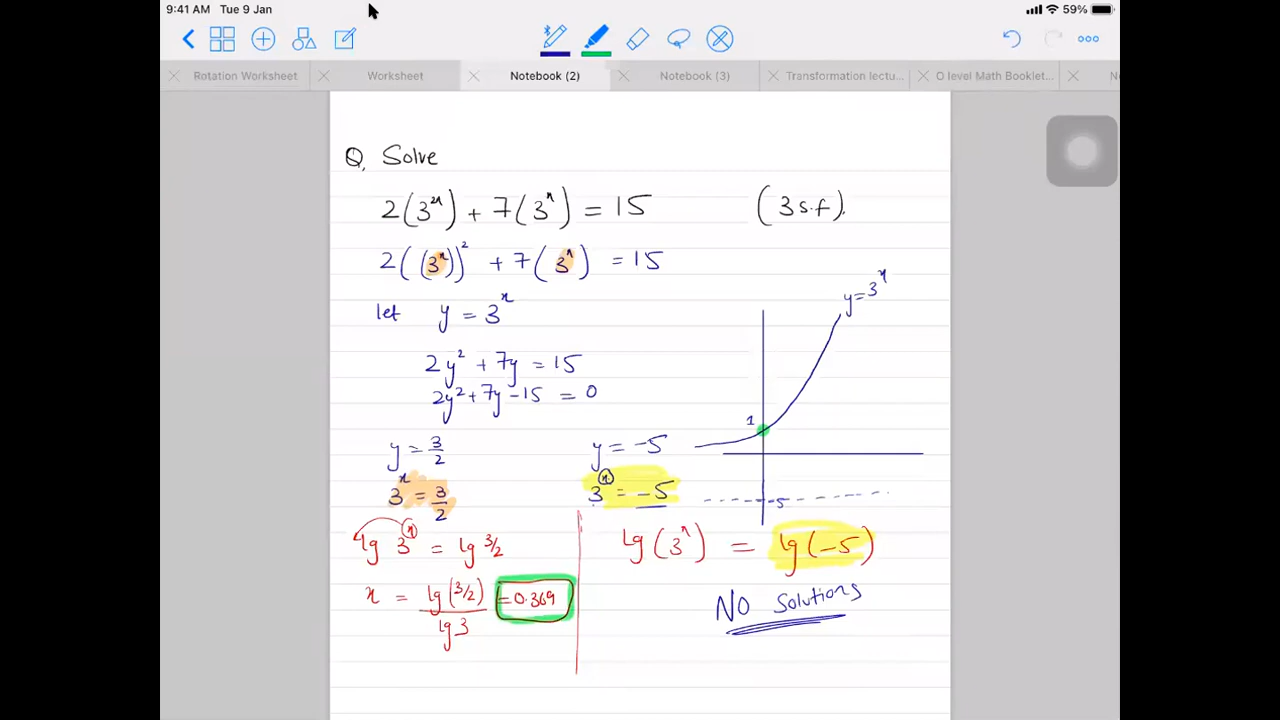 9:41 AM Tue 9 Jan 59%
Rotation Worksheet Worksheet Notebook (2) Notebook (3) Transformation lectu... O level Math Booklet... N
Q. Solve
2(3^{2x}) + 7(3^x) = 15 (3 s.f).
2((3^x))^2 + 7(3^x) = 15
let y = 3^x
y = 3^x
2y^2 + 7y = 15
2y^2 + 7y - 15 = 0
1
y = 3/2 y = -5
3^x = 3/2 3^x = -5
-5
lg 3^x = lg 3/2 lg(3^x) = lg(-5)
x = lg(3/2)/lg3 = 0.369
No Solutions